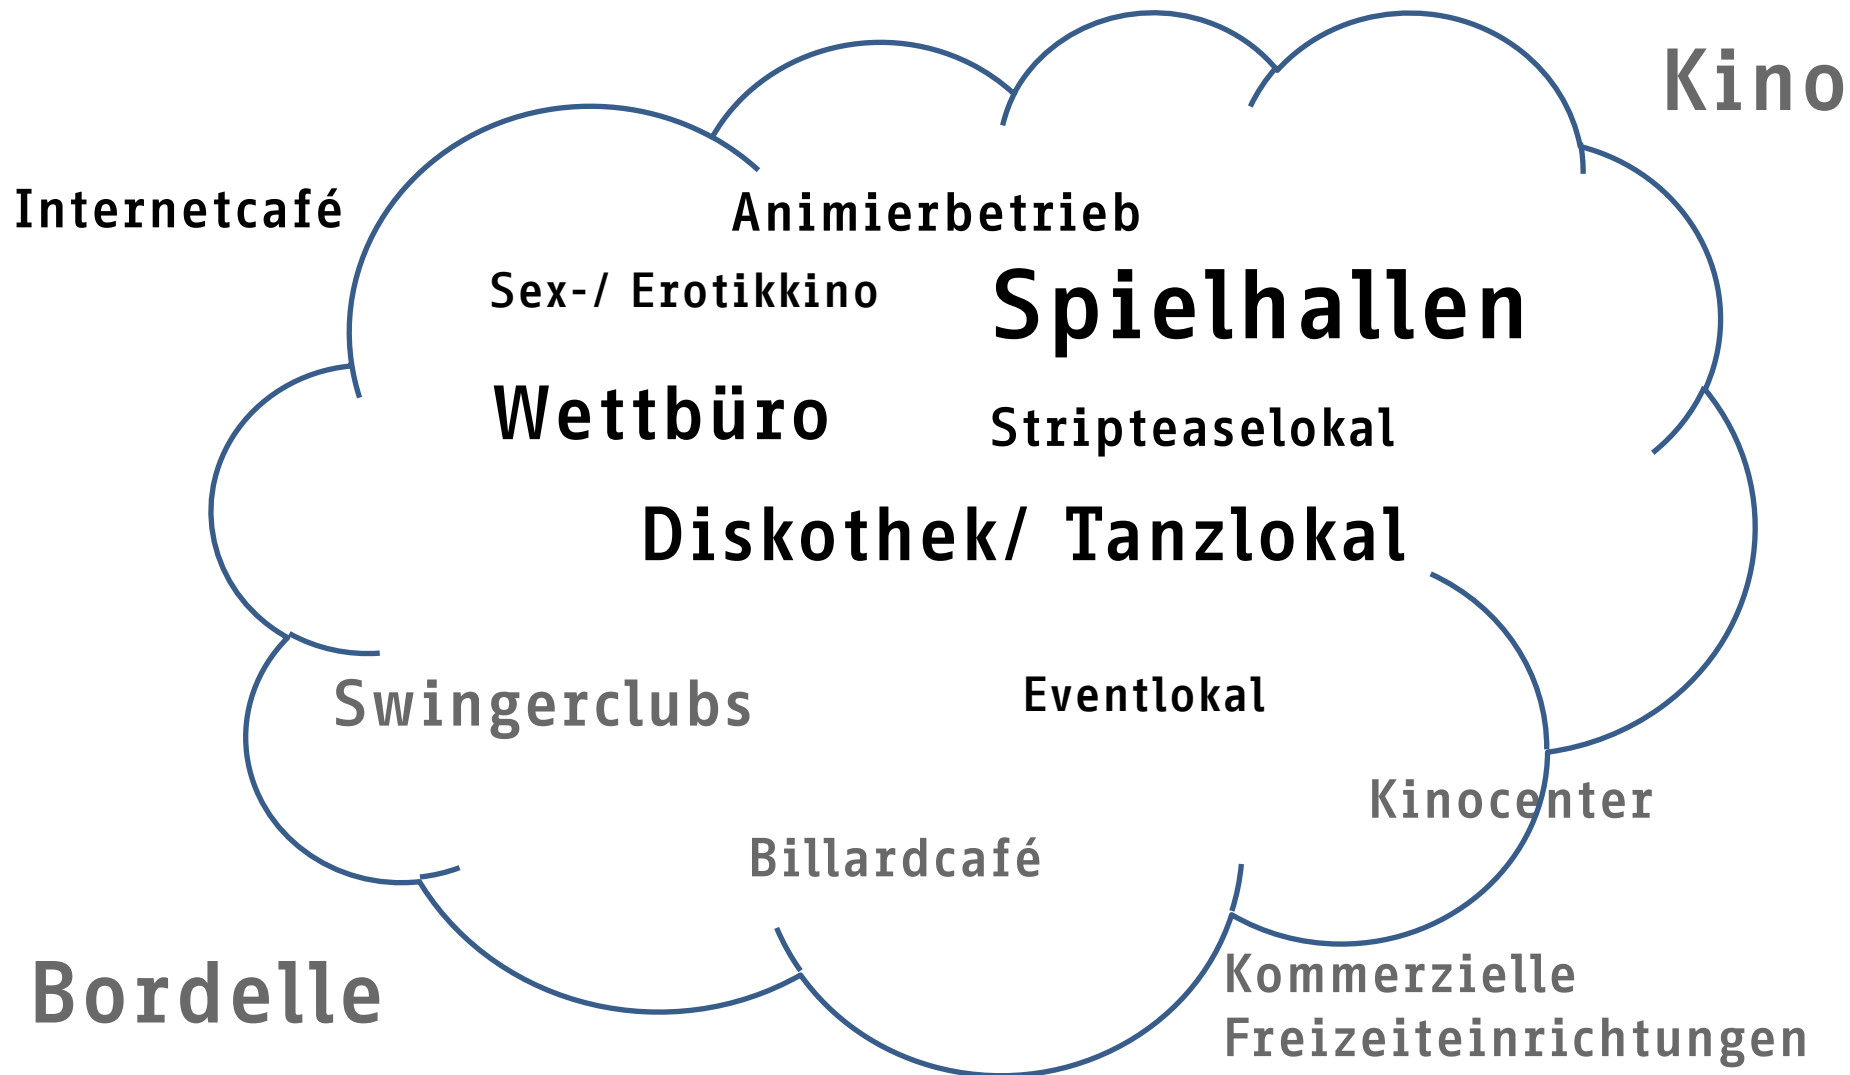 Kino
Internetcafé
Animierbetrieb
Sex-/ Erotikkino
Spielhallen
Wettbüro
Stripteaselokal
Diskothek/ Tanzlokal
Swingerclubs
Eventlokal
Kinocenter
Billardcafé
Bordelle
Kommerzielle
Freizeiteinrichtungen